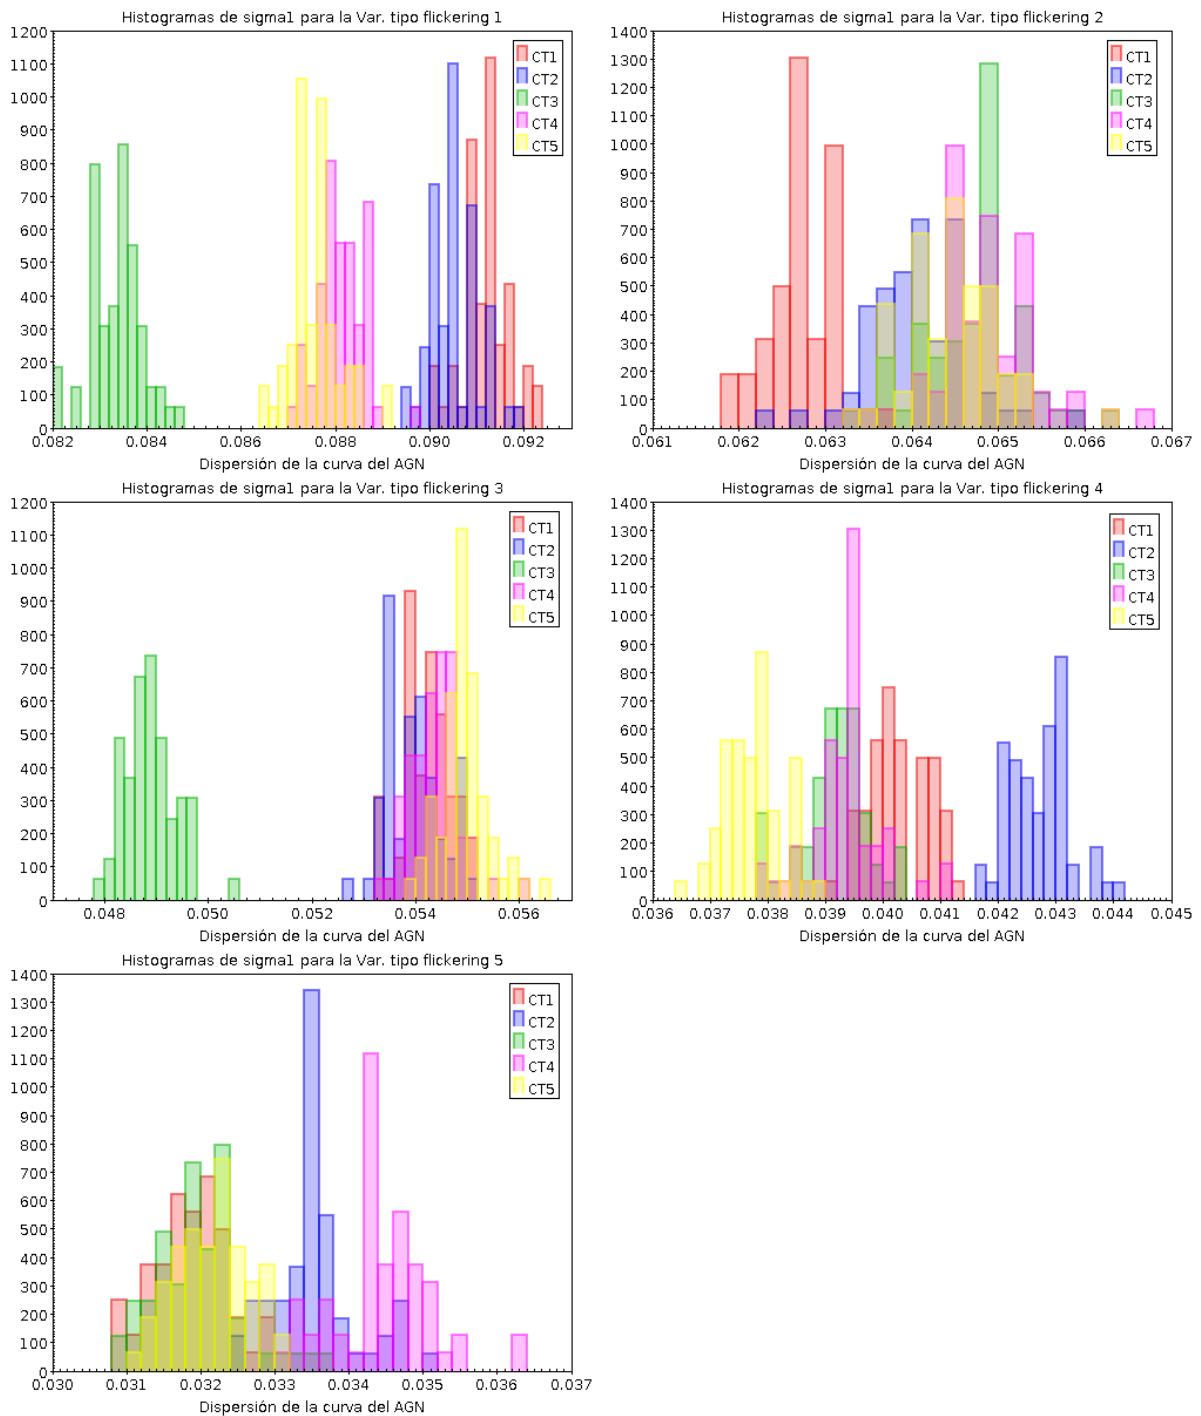 Histogramas de sigma1 para la Var. tipo flickering 1
1200
1100
1000
900
800
700
600
500
400
300
200
100
0
0.082 0.084 0.086 0.088 0.090 0.092
Dispersión de la curva del AGN
CT1
CT2
CT3
CT4
CT5
Histogramas de sigma1 para la Var. tipo flickering 2
1400
1300
1200
1100
1000
900
800
700
600
500
400
300
200
100
0
0.061 0.062 0.063 0.064 0.065 0.066 0.067
Dispersión de la curva del AGN
CT1
CT2
CT3
CT4
CT5
Histogramas de sigma1 para la Var. tipo flickering 3
1200
1100
1000
900
800
700
600
500
400
300
200
100
0
0.048 0.050 0.052 0.054 0.056
Dispersión de la curva del AGN
CT1
CT2
CT3
CT4
CT5
Histogramas de sigma1 para la Var. tipo flickering 4
1400
1300
1200
1100
1000
900
800
700
600
500
400
300
200
100
0
0.036 0.037 0.038 0.039 0.040 0.041 0.042 0.043 0.044 0.045
Dispersión de la curva del AGN
CT1
CT2
CT3
CT4
CT5
Histogramas de sigma1 para la Var. tipo flickering 5
1400
1300
1200
1100
1000
900
800
700
600
500
400
300
200
100
0
0.030 0.031 0.032 0.033 0.034 0.035 0.036 0.037
Dispersión de la curva del AGN
CT1
CT2
CT3
CT4
CT5